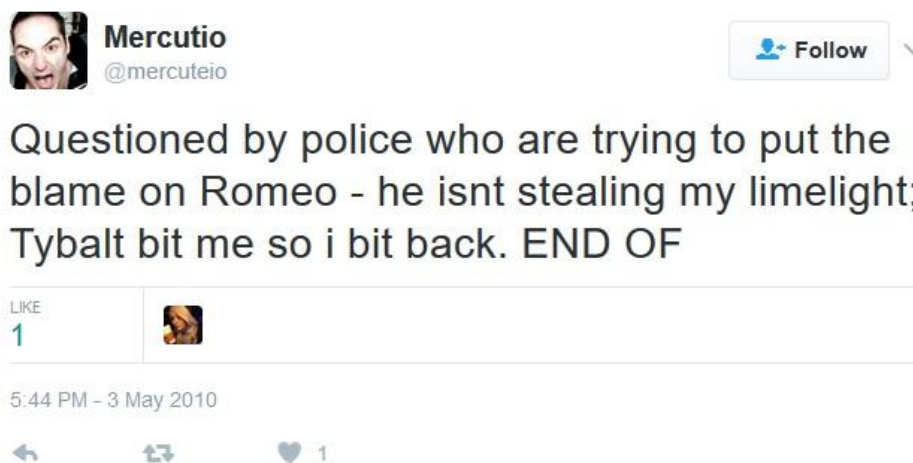 Mercutio
Follow
@mercuteio
Questioned by police who are trying to put the
blame on Romeo - he isnt stealing my limelight;
Tybalt bit me so i bit back. END OF
LIKE
1
5:44 PM - 3 May 2010
1